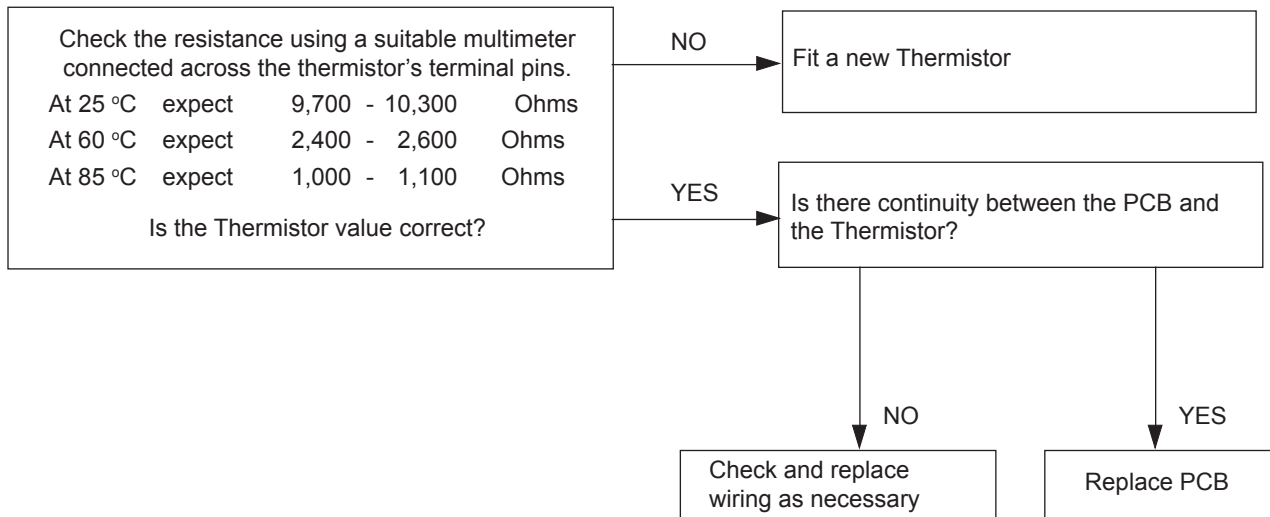 Check the resistance using a suitable multimeter
connected across the thermistor’s terminal pins.
At 25 ºC expect 9,700 - 10,300 Ohms
At 60 ºC expect 2,400 - 2,600 Ohms
At 85 ºC expect 1,000 - 1,100 Ohms
Is the Thermistor value correct?
NO
Fit a new Thermistor
YES
Is there continuity between the PCB and
the Thermistor?
NO
Check and replace
wiring as necessary
YES
Replace PCB